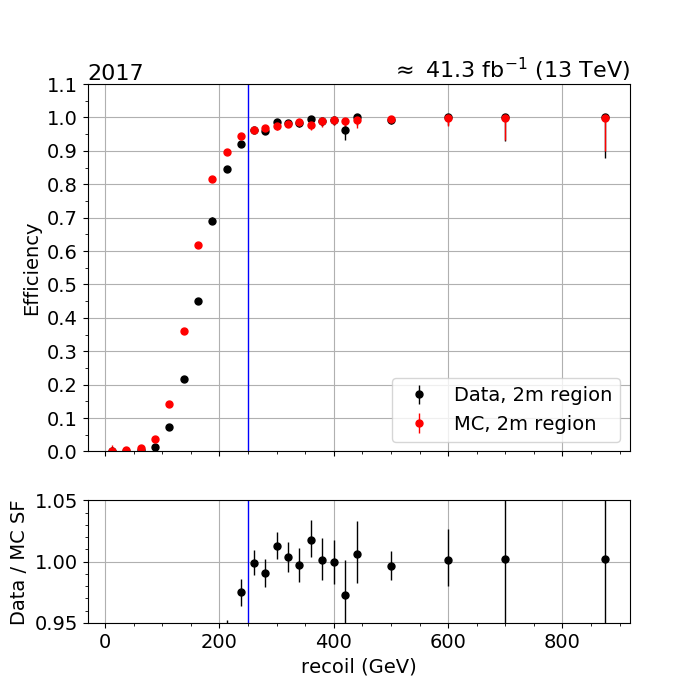 2017
≈ 41.3 fb⁻¹ (13 TeV)
1.1
1.0
0.9
0.8
0.7
0.6
0.5
0.4
0.3
0.2
0.1
0.0
Efficiency
Data, 2m region
MC, 2m region
1.05
1.00
0.95
Data / MC SF
0 200 400 600 800
recoil (GeV)